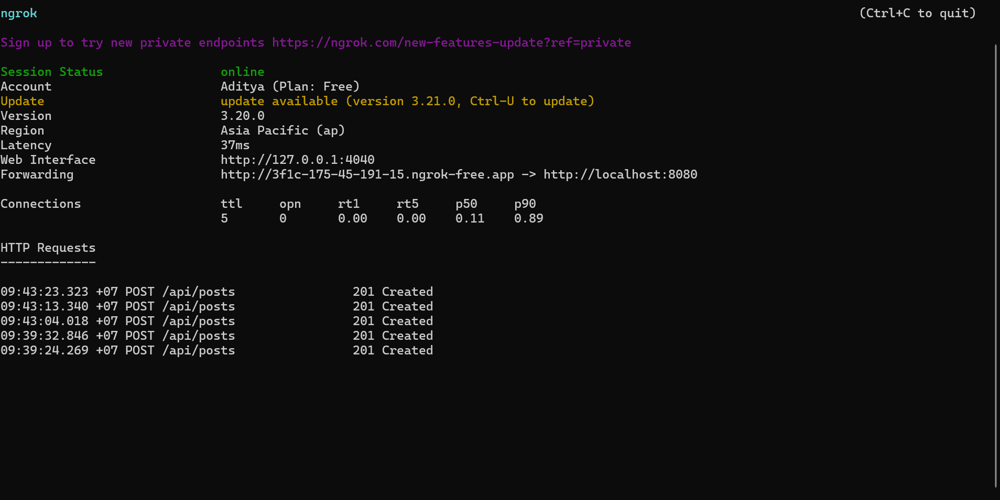 ngrok (Ctrl+C to quit)
Sign up to try new private endpoints https://ngrok.com/new-features-update?ref=private
Session Status online
Account Aditya (Plan: Free)
Update update available (version 3.21.0, Ctrl-U to update)
Version 3.20.0
Region Asia Pacific (ap)
Latency 37ms
Web Interface http://127.0.0.1:4040
Forwarding http://3f1c-175-45-191-15.ngrok-free.app -> http://localhost:8080
Connections ttl opn rt1 rt5 p50 p90
5 0 0.00 0.00 0.11 0.89
HTTP Requests
-------------
09:43:23.323 +07 POST /api/posts 201 Created
09:43:13.340 +07 POST /api/posts 201 Created
09:43:04.018 +07 POST /api/posts 201 Created
09:39:32.846 +07 POST /api/posts 201 Created
09:39:24.269 +07 POST /api/posts 201 Created